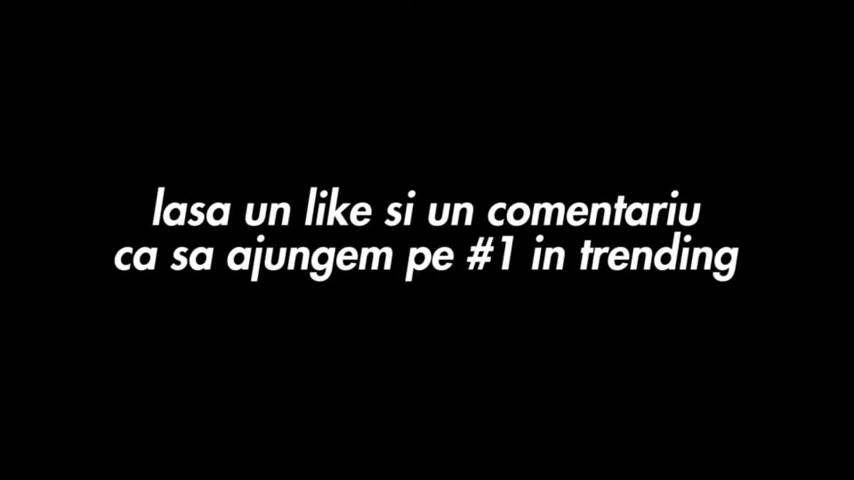 lasa un like si un comentariu
ca sa ajungem pe #1 in trending